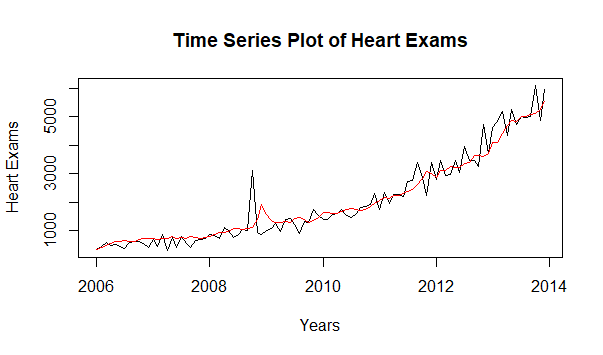 Time Series Plot of Heart Exams
Heart Exams
5000
3000
1000
2006 2008 2010 2012 2014
Years